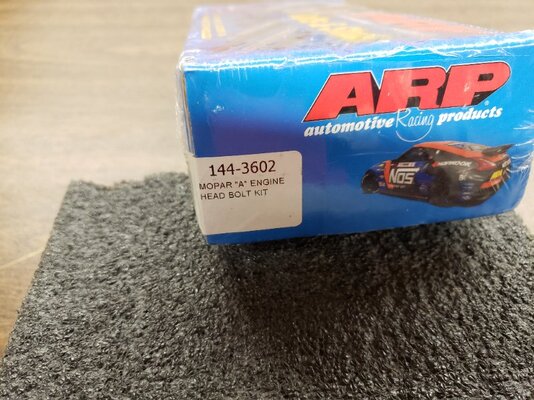 ARP
automotive Racing products
144-3602
MOPAR "A" ENGINE
HEAD BOLT KIT
NOS